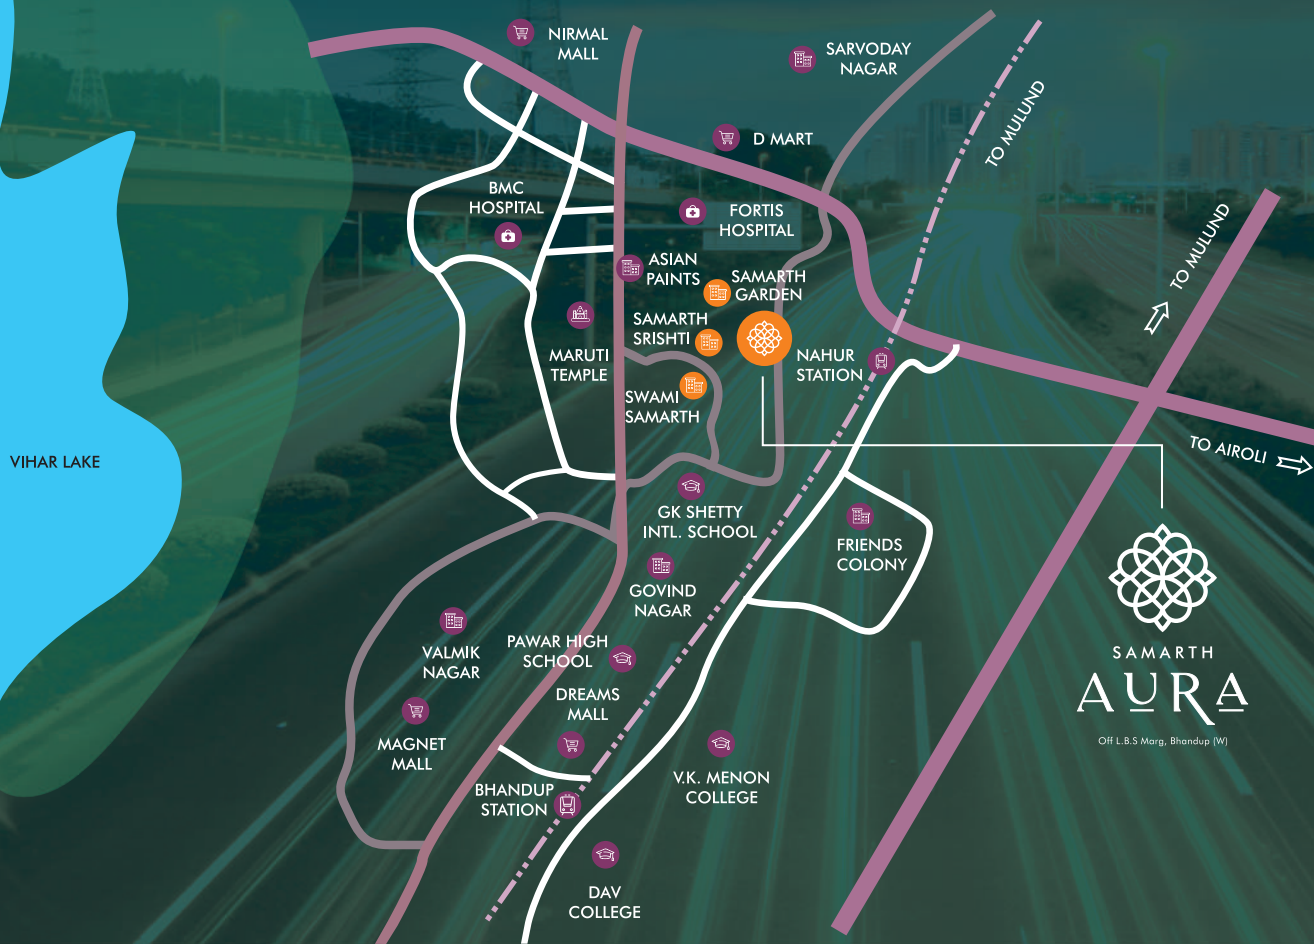 NIRMAL
MALL
SARVODAY
NAGAR
TO MULUND
D MART
BMC
HOSPITAL
FORTIS
HOSPITAL
TO MULUND
ASIAN
PAINTS
SAMARTH
GARDEN
SAMARTH
SRISHTI
MARUTI
TEMPLE
NAHUR
STATION
SWAMI
SAMARTH
TO AIROLI
VIHAR LAKE
GK SHETTY
INTL. SCHOOL
FRIENDS
COLONY
GOVIND
NAGAR
VALMIK
NAGAR
PAWAR HIGH
SCHOOL
SAMARTH
AURA
Off L.B.S Marg, Bhandup (W)
DREAMS
MALL
MAGNET
MALL
BHANDUP
STATION
V.K. MENON
COLLEGE
DAV
COLLEGE